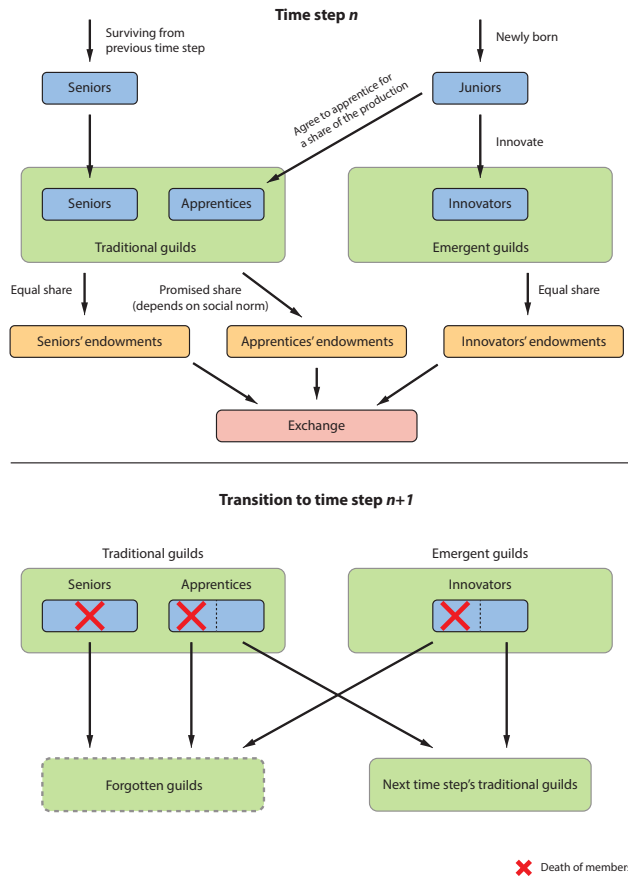 Time step n
Surviving from
previous time step
Newly born
Seniors
Juniors
Agree to apprentice for
a share of the production
Innovate
Seniors
Apprentices
Innovators
Traditional guilds
Emergent guilds
Equal share
Promised share
(depends on social norm)
Equal share
Seniors' endowments
Apprentices' endowments
Innovators' endowments
Exchange
Transition to time step n+1
Traditional guilds
Emergent guilds
Seniors
Apprentices
Innovators
Forgotten guilds
Next time step's traditional guilds
Death of members